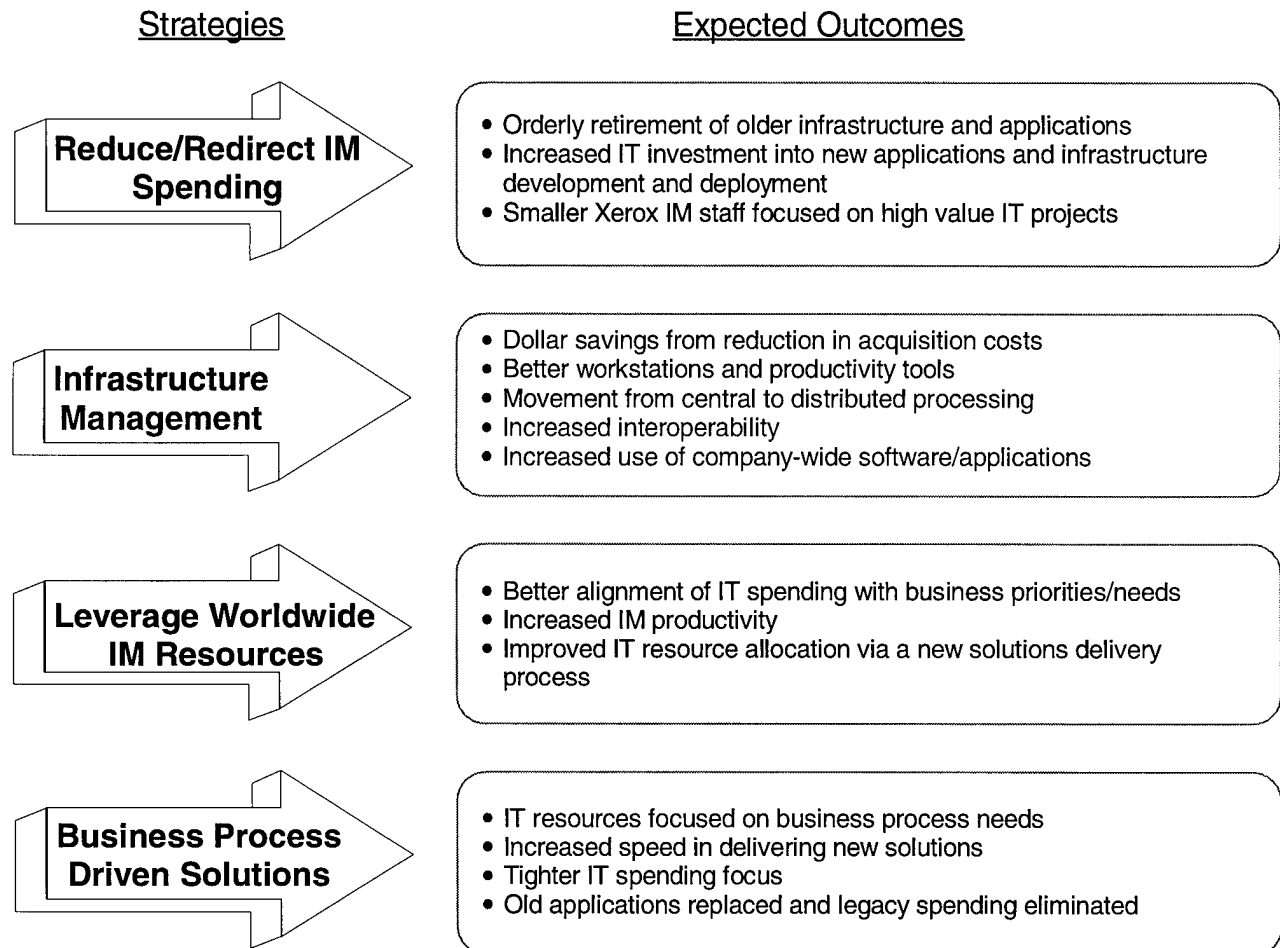 Strategies
Expected Outcomes
Reduce/Redirect IM
Spending
• Orderly retirement of older infrastructure and applications
• Increased IT investment into new applications and infrastructure
development and deployment
• Smaller Xerox IM staff focused on high value IT projects
Infrastructure
Management
• Dollar savings from reduction in acquisition costs
• Better workstations and productivity tools
• Movement from central to distributed processing
• Increased interoperability
• Increased use of company-wide software/applications
Leverage Worldwide
IM Resources
• Better alignment of IT spending with business priorities/needs
• Increased IM productivity
• Improved IT resource allocation via a new solutions delivery
process
Business Process
Driven Solutions
• IT resources focused on business process needs
• Increased speed in delivering new solutions
• Tighter IT spending focus
• Old applications replaced and legacy spending eliminated